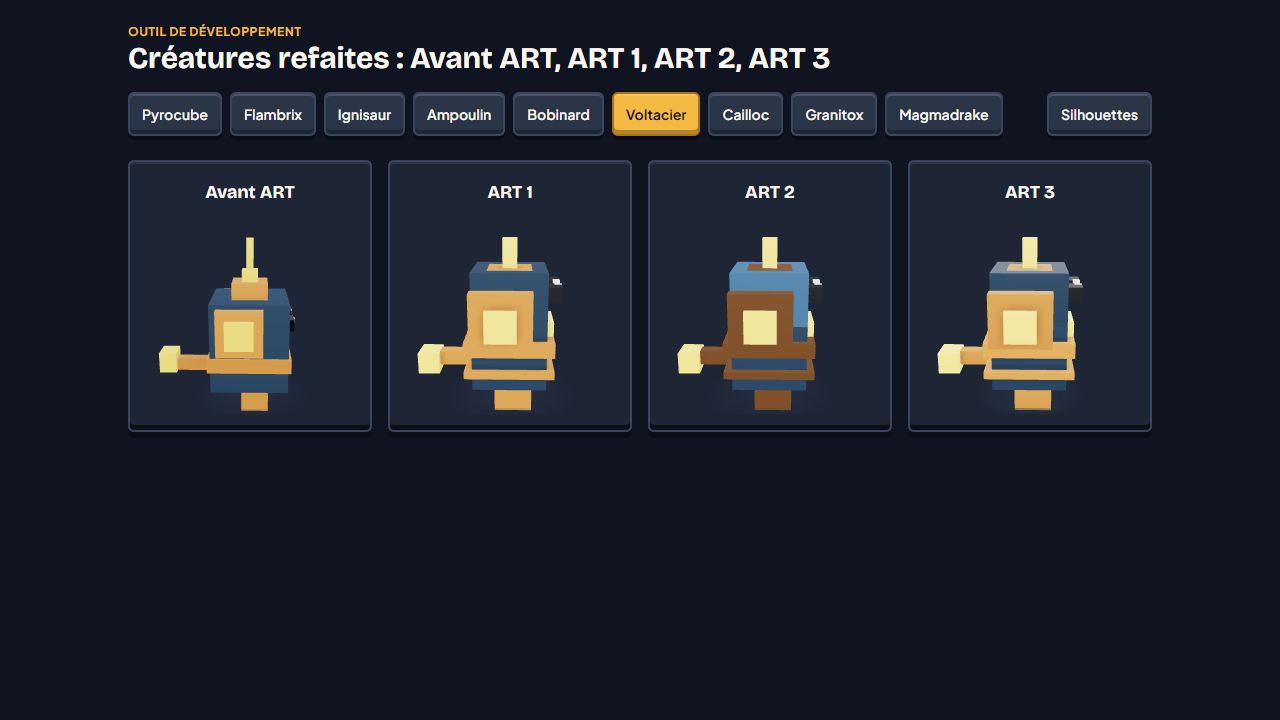 OUTIL DE DÉVELOPPEMENT
Créatures refaites : Avant ART, ART 1, ART 2, ART 3
Pyrocube Flambrix Ignisaur Ampoulin Bobinard Voltacier Cailloc Granitox Magmadrake Silhouettes
Avant ART ART 1 ART 2 ART 3